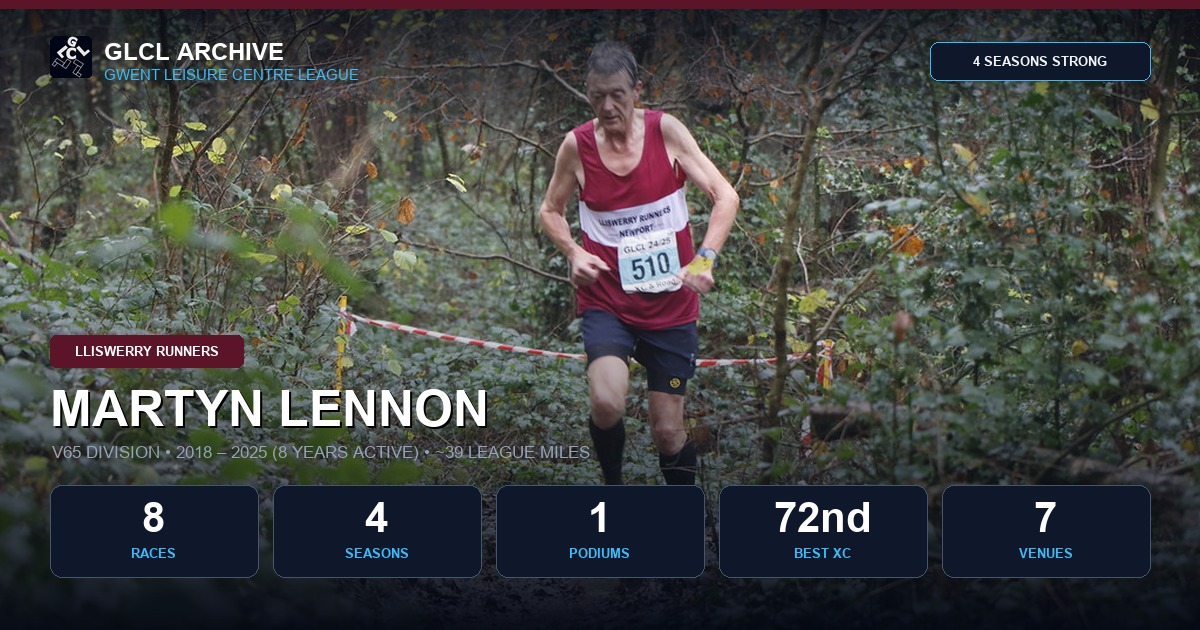 GLCL ARCHIVE
GWENT LEISURE CENTRE LEAGUE
4 SEASONS STRONG
LLISWERRY RUNNERS
NEWPORT
GLCL 24/25
510
XC & Road
LLISWERRY RUNNERS
MARTYN LENNON
V65 DIVISION • 2018 – 2025 (8 YEARS ACTIVE) • ~39 LEAGUE MILES
8
RACES
4
SEASONS
1
PODIUMS
72nd
BEST XC
7
VENUES